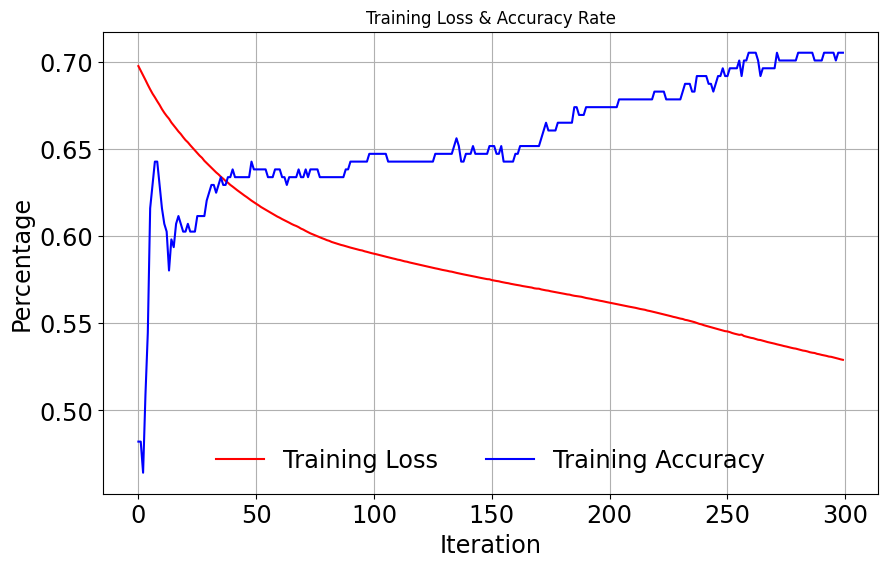 Training Loss & Accuracy Rate
Percentage
0.70
0.65
0.60
0.55
0.50
Training Loss Training Accuracy
0 50 100 150 200 250 300
Iteration